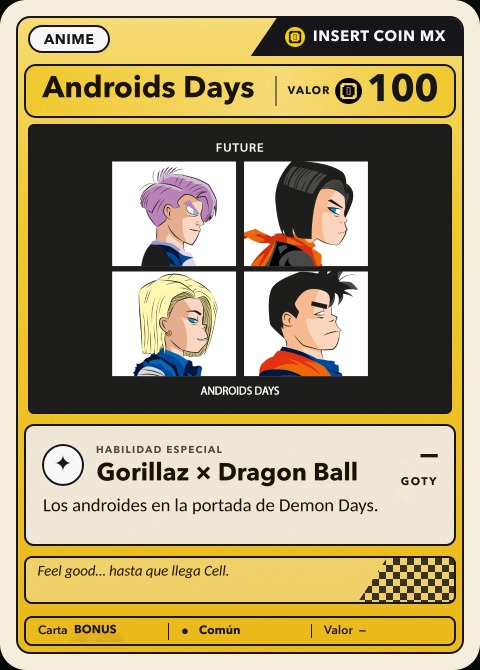 ANIME
INSERT COIN MX
Androids Days
VALOR 100
FUTURE
ANDROIDS DAYS
HABILIDAD ESPECIAL
Gorillaz × Dragon Ball
–
GOTY
Los androides en la portada de Demon Days.
Feel good... hasta que llega Cell.
Carta BONUS
• Común
Valor –